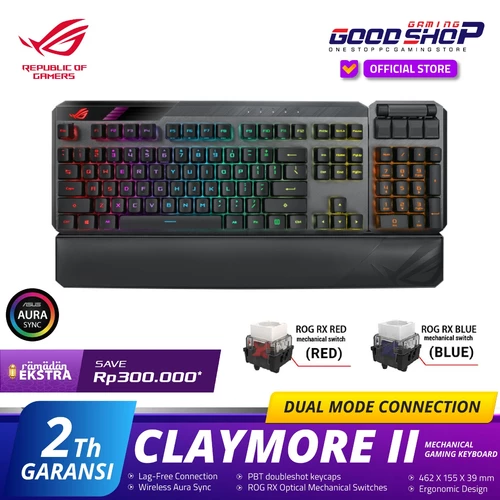 REPUBLIC OF
GAMERS
GAMING
GOODSHOP
ONE STOP PC GAMING STORE
OFFICIAL STORE
ASUS
AURA
SYNC
ROG RX RED
mechanical switch
(RED)
ROG RX BLUE
mechanical switch
(BLUE)
ramadan
EKSTRA
SAVE
Rp300.000*
DUAL MODE CONNECTION
2Th
GARANSI
CLAYMORE II
MECHANICAL
GAMING KEYBOARD
• Lag-Free Connection
• Wireless Aura Sync
• PBT doubleshot keycaps
• ROG RX Optical Mechanical Switches
• 462 x 155 x 39 mm
• Ergonomic Design